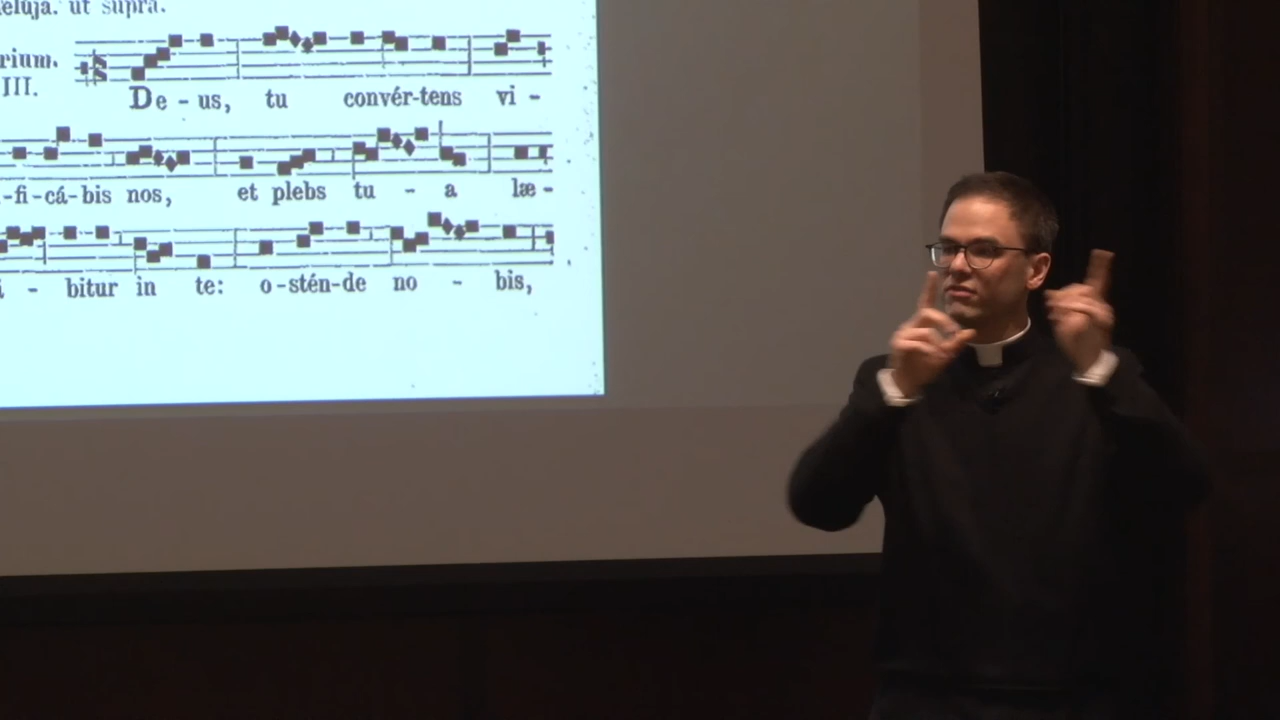 leluja. ut supra.
rium.
III.
De - us, tu convér-tens vi -
-fi-cá-bis nos, et plebs tu - a læ-
- bitur in te: o-stén-de no - bis,